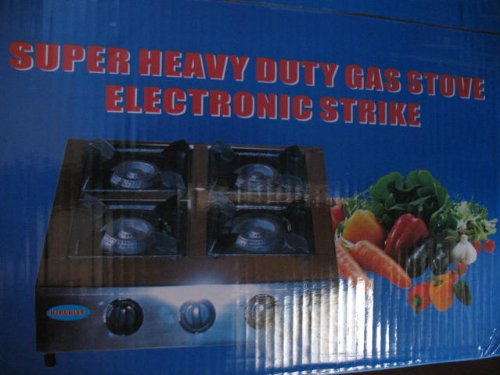 SUPER HEAVY DUTY GAS STOVE
ELECTRONIC STRIKE